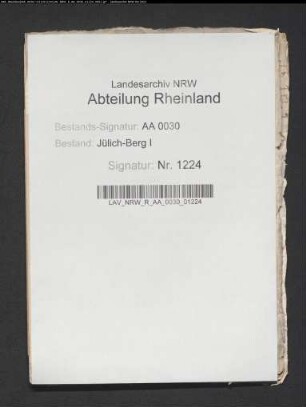 Landesarchiv NRW
Abteilung Rheinland
Bestands-Signatur: AA 0030
Bestand: Jülich-Berg I
Signatur: Nr. 1224
LAV_NRW_R_AA_0030_01224